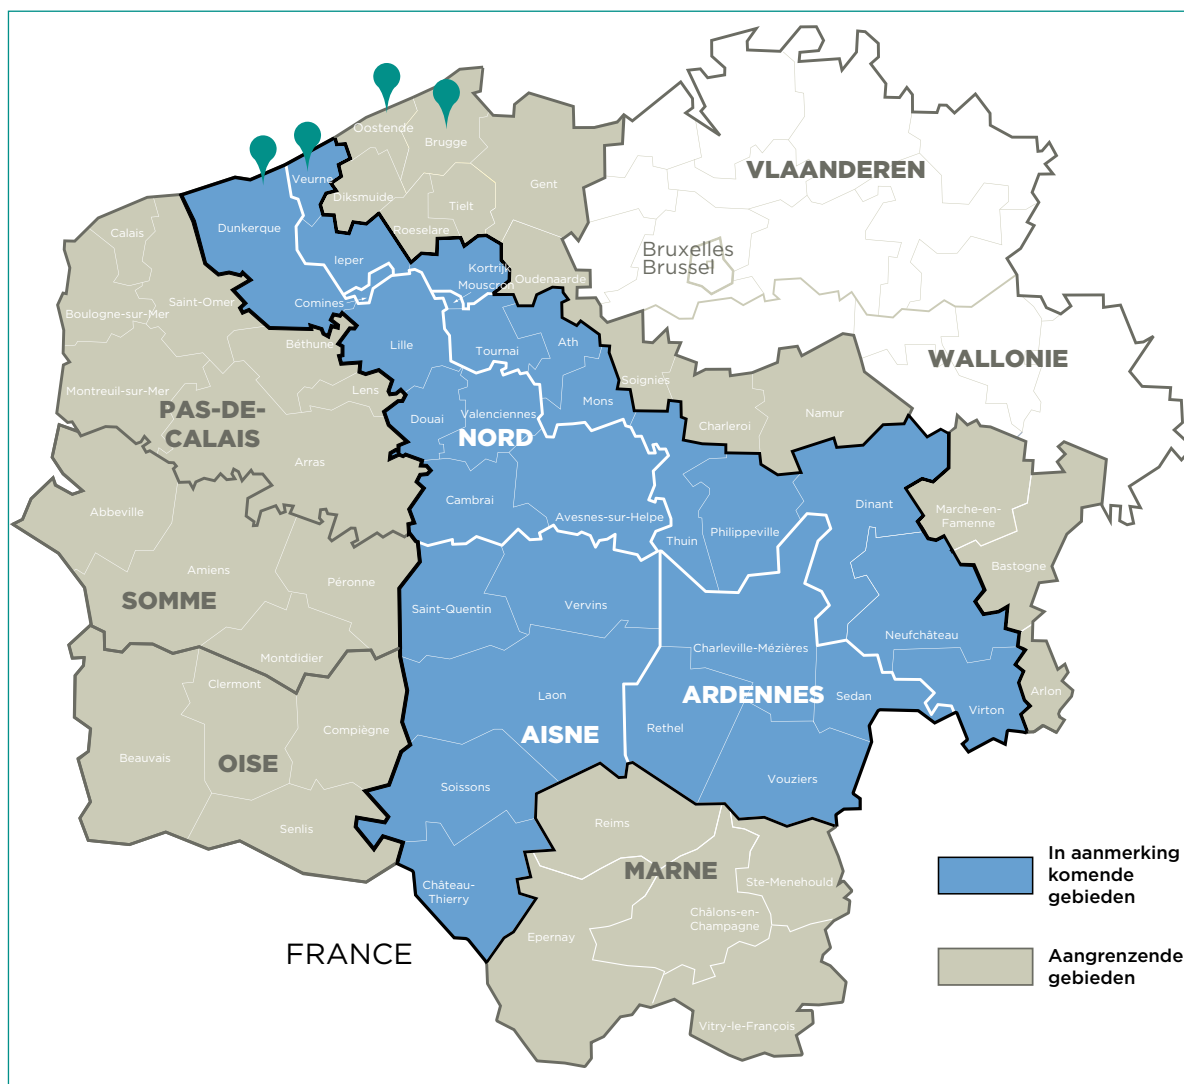 Oostende
Brugge
VLAANDEREN
Veurne
Gent
Diksmuide
Tielt
Dunkerque
Roeselare
Calais
Bruxelles
Brussel
Ieper
Kortrijk
Oudenaarde
Mouscron
Saint-Omer
Comines
Boulogne-sur-Mer
Béthune
Lille
Tournai
Ath
WALLONIE
Soignies
Montreuil-sur-Mer
Lens
Mons
PAS-DE-
CALAIS
Douai
Valenciennes
Namur
Charleroi
NORD
Arras
Cambrai
Dinant
Abbeville
Avesnes-sur-Helpe
Marche-en-
Famenne
Philippeville
Thuin
Bastogne
Amiens
Péronne
SOMME
Saint-Quentin
Vervins
Neufchâteau
Charleville-Mézières
Montdidier
Clermont
Laon
ARDENNES
Sedan
Arlon
Virton
Compiègne
Rethel
AISNE
Beauvais
OISE
Vouziers
Soissons
Senlis
Reims
MARNE
Château-
Thierry
Ste-Menehould
Châlons-en-
Champagne
Epernay
FRANCE
Vitry-le-François
In aanmerking
komende
gebieden
Aangrenzende
gebieden